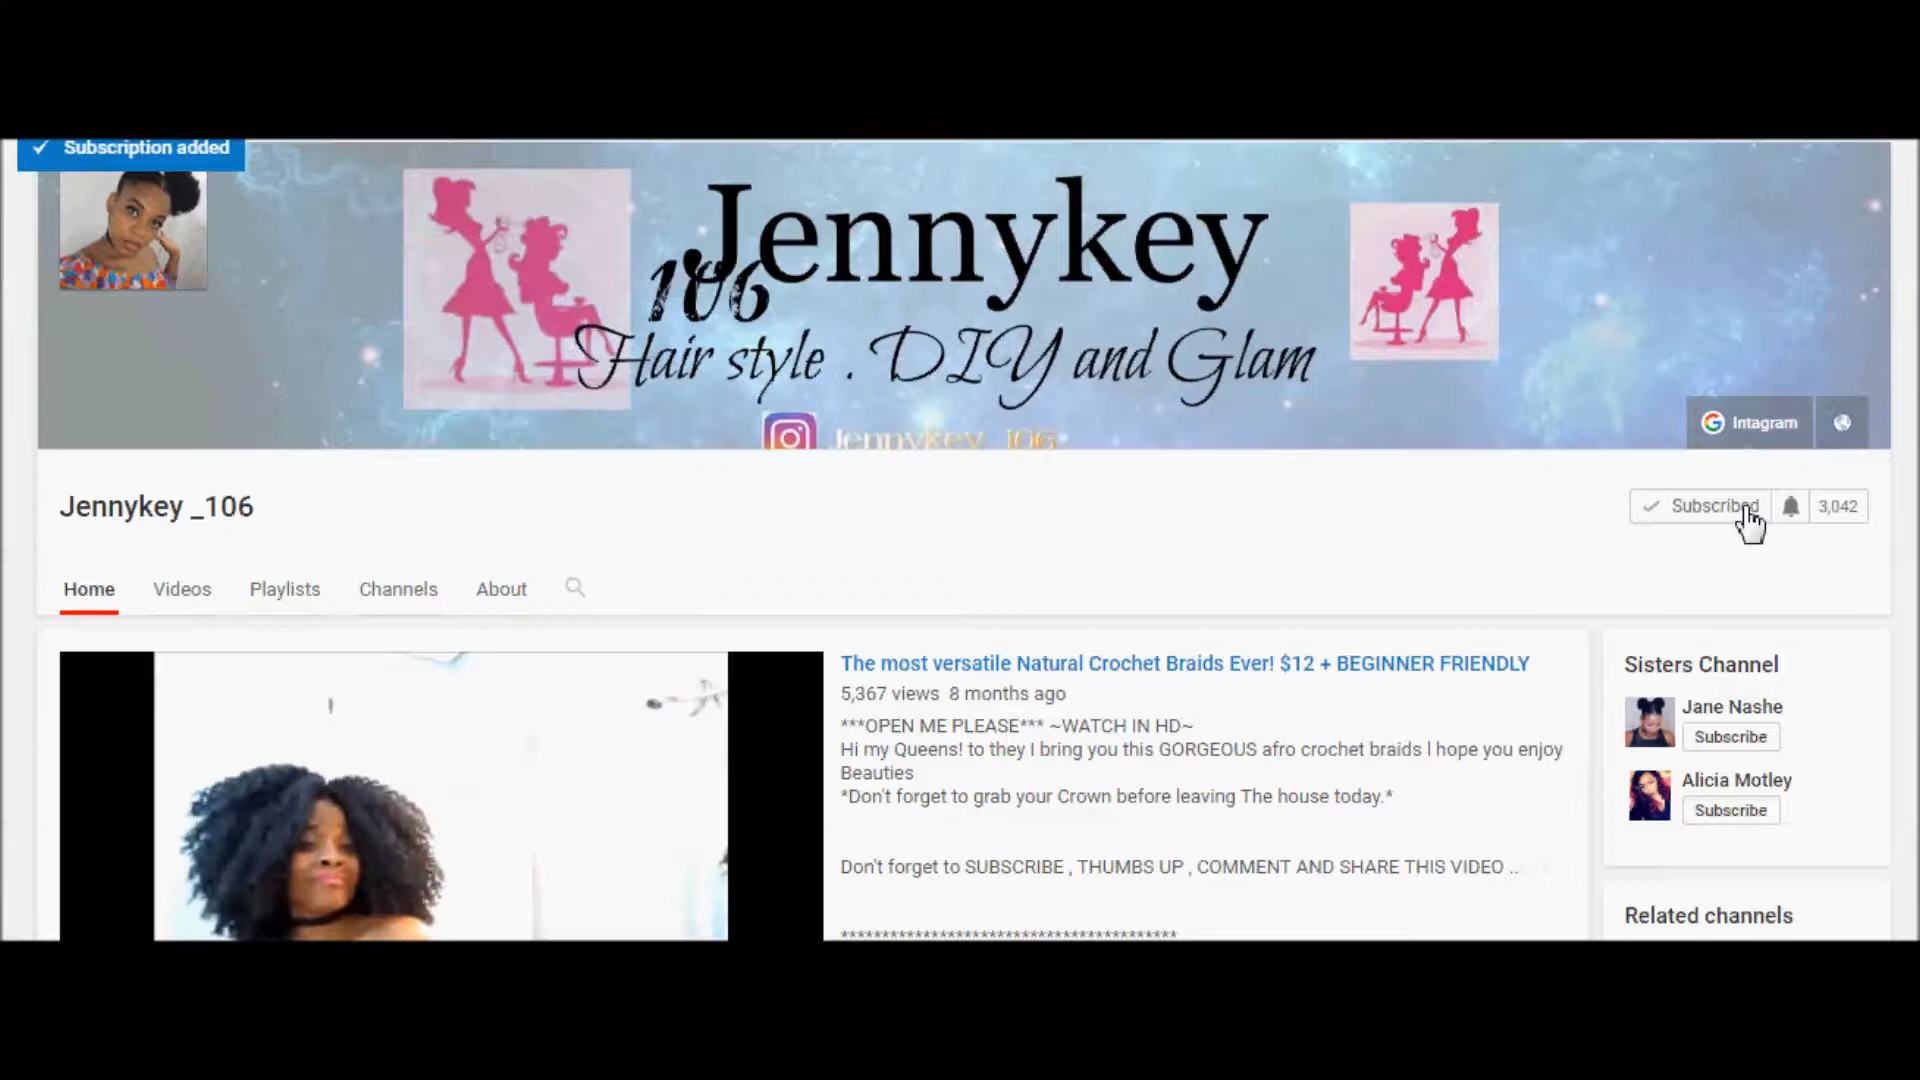 Subscription added
Jennykey
106
Hair style . DIY and Glam
Jennykey_106
Intagram
Jennykey _106
Subscribed 3,042
Home Videos Playlists Channels About
The most versatile Natural Crochet Braids Ever! $12 + BEGINNER FRIENDLY
5,367 views 8 months ago
***OPEN ME PLEASE*** ~WATCH IN HD~
Hi my Queens! to they I bring you this GORGEOUS afro crochet braids I hope you enjoy
Beauties
*Don't forget to grab your Crown before leaving The house today.*
Don't forget to SUBSCRIBE , THUMBS UP , COMMENT AND SHARE THIS VIDEO ..
*****************************************
Sisters Channel
Jane Nashe
Subscribe
Alicia Motley
Subscribe
Related channels